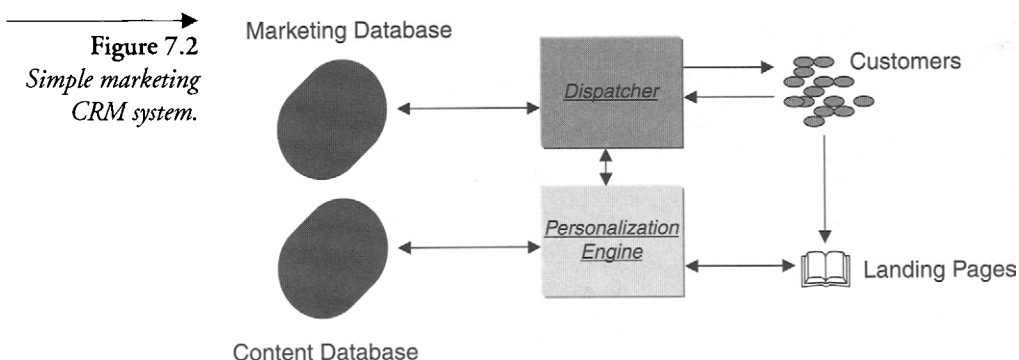 Figure 7.2
Simple marketing
CRM system.
Marketing Database
Dispatcher
Customers
Personalization
Engine
Landing Pages
Content Database